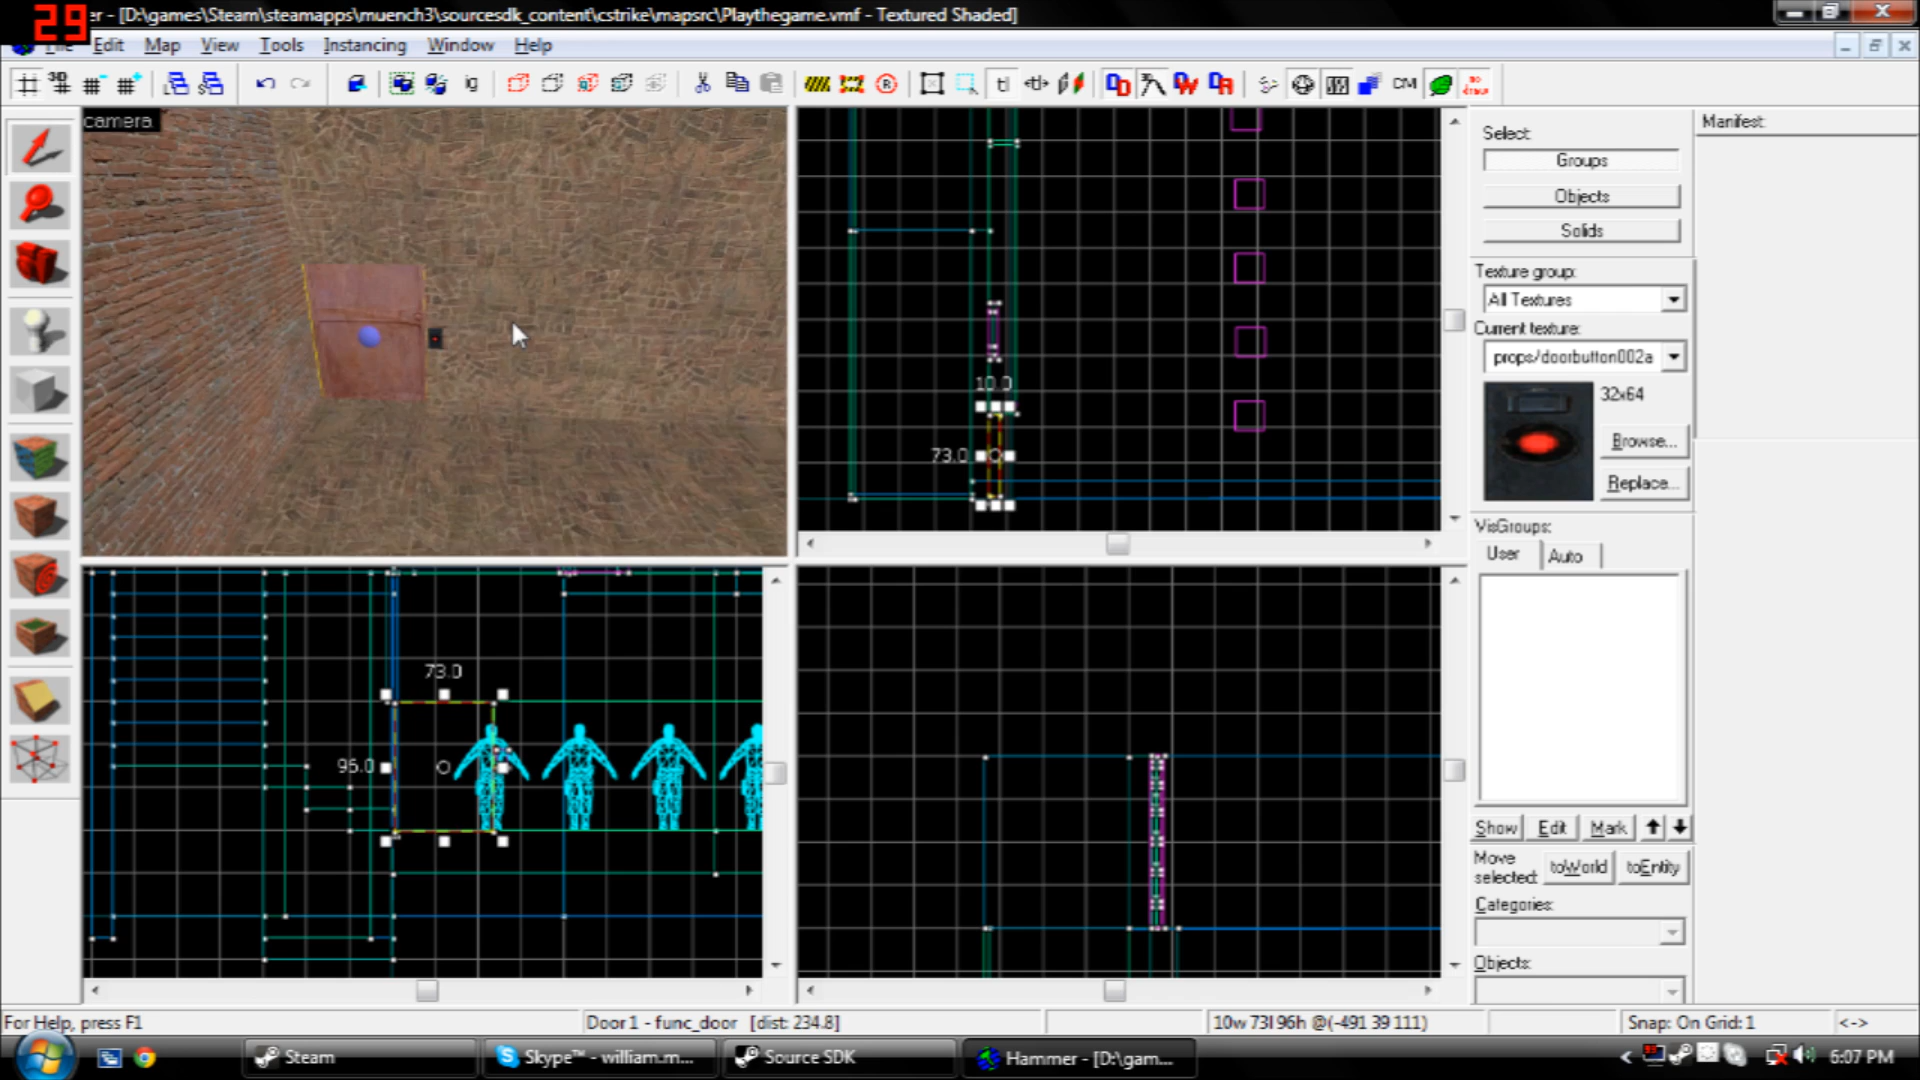 29
er - [D:\games\Steam\steamapps\muench3\sourcesdk_content\cstrike\mapsrc\Playthegame.vmf - Textured Shaded]
File Edit Map View Tools Instancing Window Help
camera
10.0
73.0
73.0
95.0
Select:
Groups
Objects
Solids
Texture group:
All Textures
Current texture:
props/doorbutton002a
32x64
Browse...
Replace...
VisGroups:
User Auto
Show Edit Mark
Move selected: toWorld toEntity
Categories:
Objects:
Manifest:
For Help, press F1
Door1 - func_door [dist: 234.8]
10w 73l 96h @(-491 39 111)
Snap: On Grid: 1
<->
Steam
Skype™ - william.m...
Source SDK
Hammer - [D:\gam...
6:07 PM